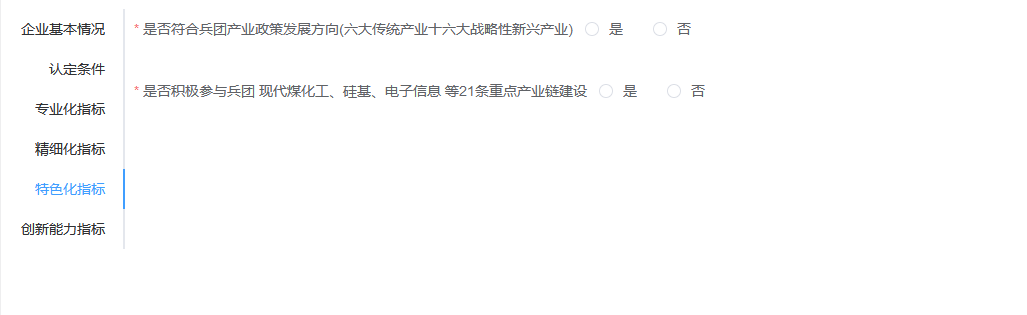 企业基本情况
认定条件
专业化指标
精细化指标
特色化指标
创新能力指标
* 是否符合兵团产业政策发展方向(六大传统产业十六大战略性新兴产业) 是 否
* 是否积极参与兵团 现代煤化工、硅基、电子信息 等21条重点产业链建设 是 否